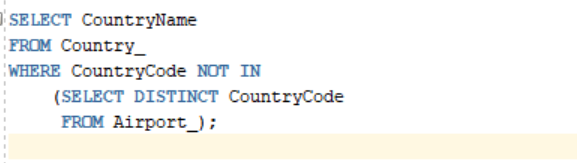 SELECT CountryName
FROM Country_
WHERE CountryCode NOT IN
(SELECT DISTINCT CountryCode
FROM Airport_);